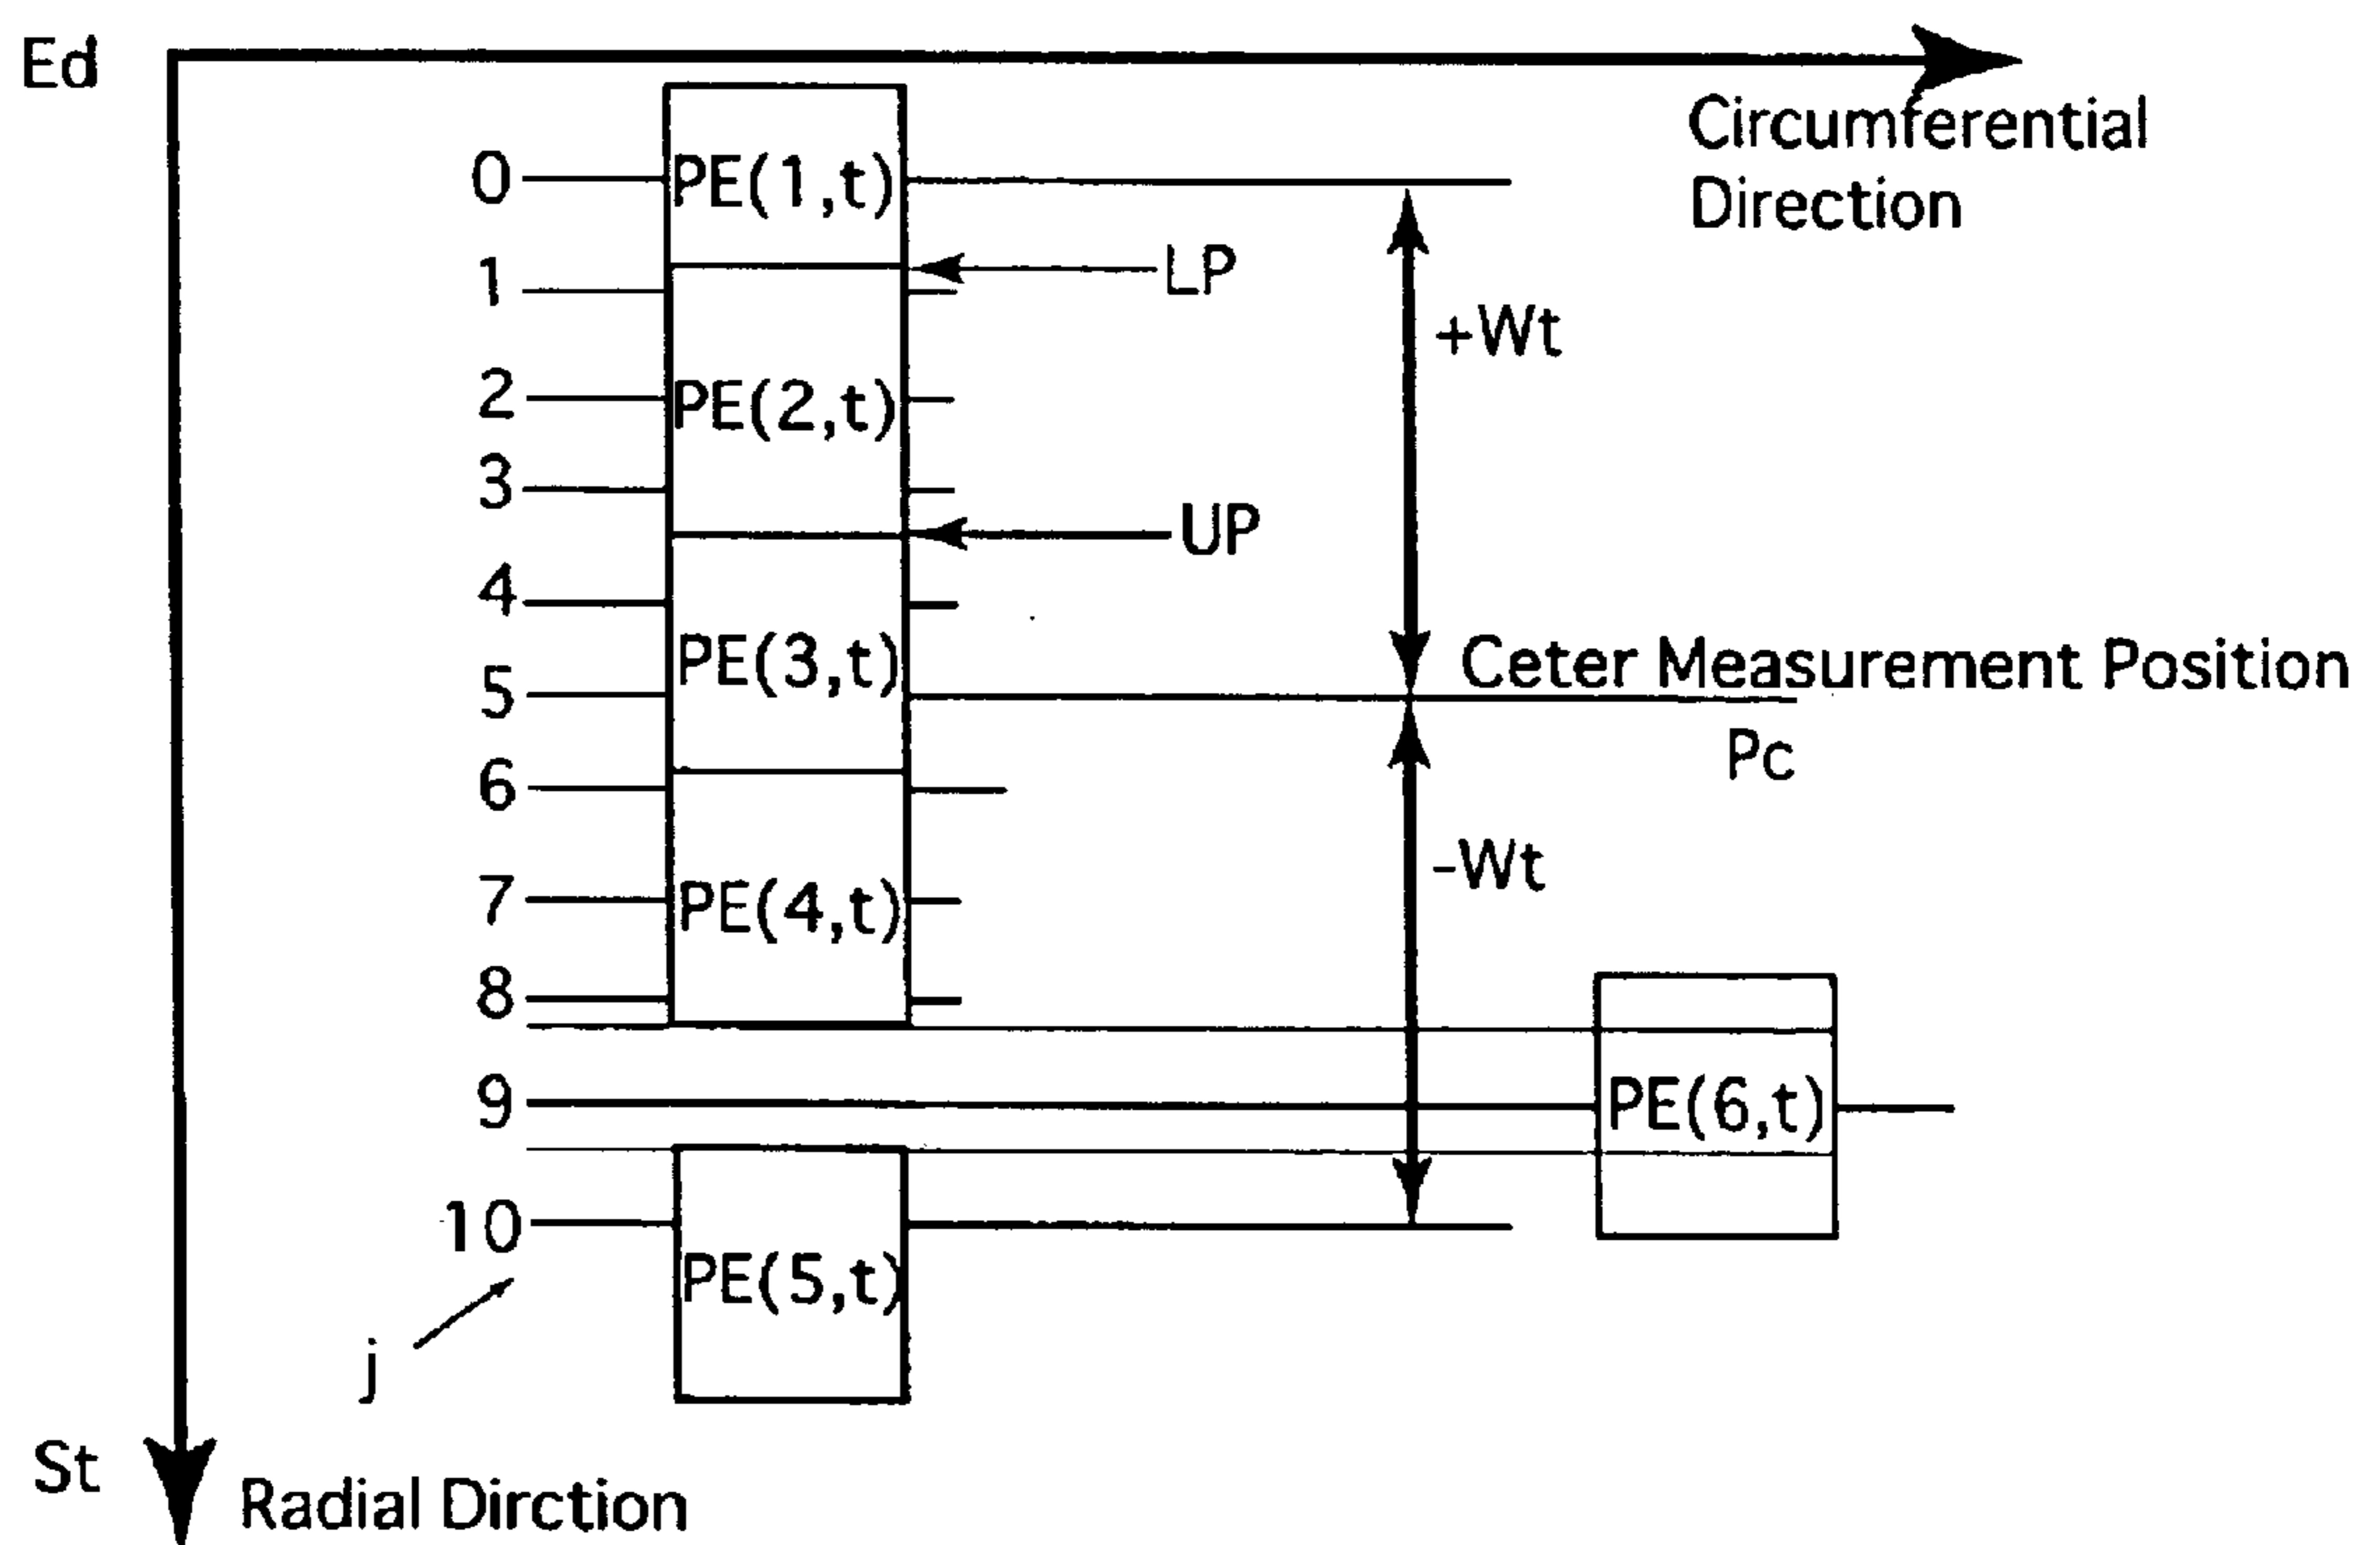 Ed
Circumferential
Direction
0
PE(1,t)
LP
1
+Wt
2
PE(2,t)
3
UP
4
PE(3,t)
Ceter Measurement Position
5
Pc
6
-Wt
7
PE(4,t)
8
9
PE(6,t)
10
PE(5,t)
j
St
Radial Dirction